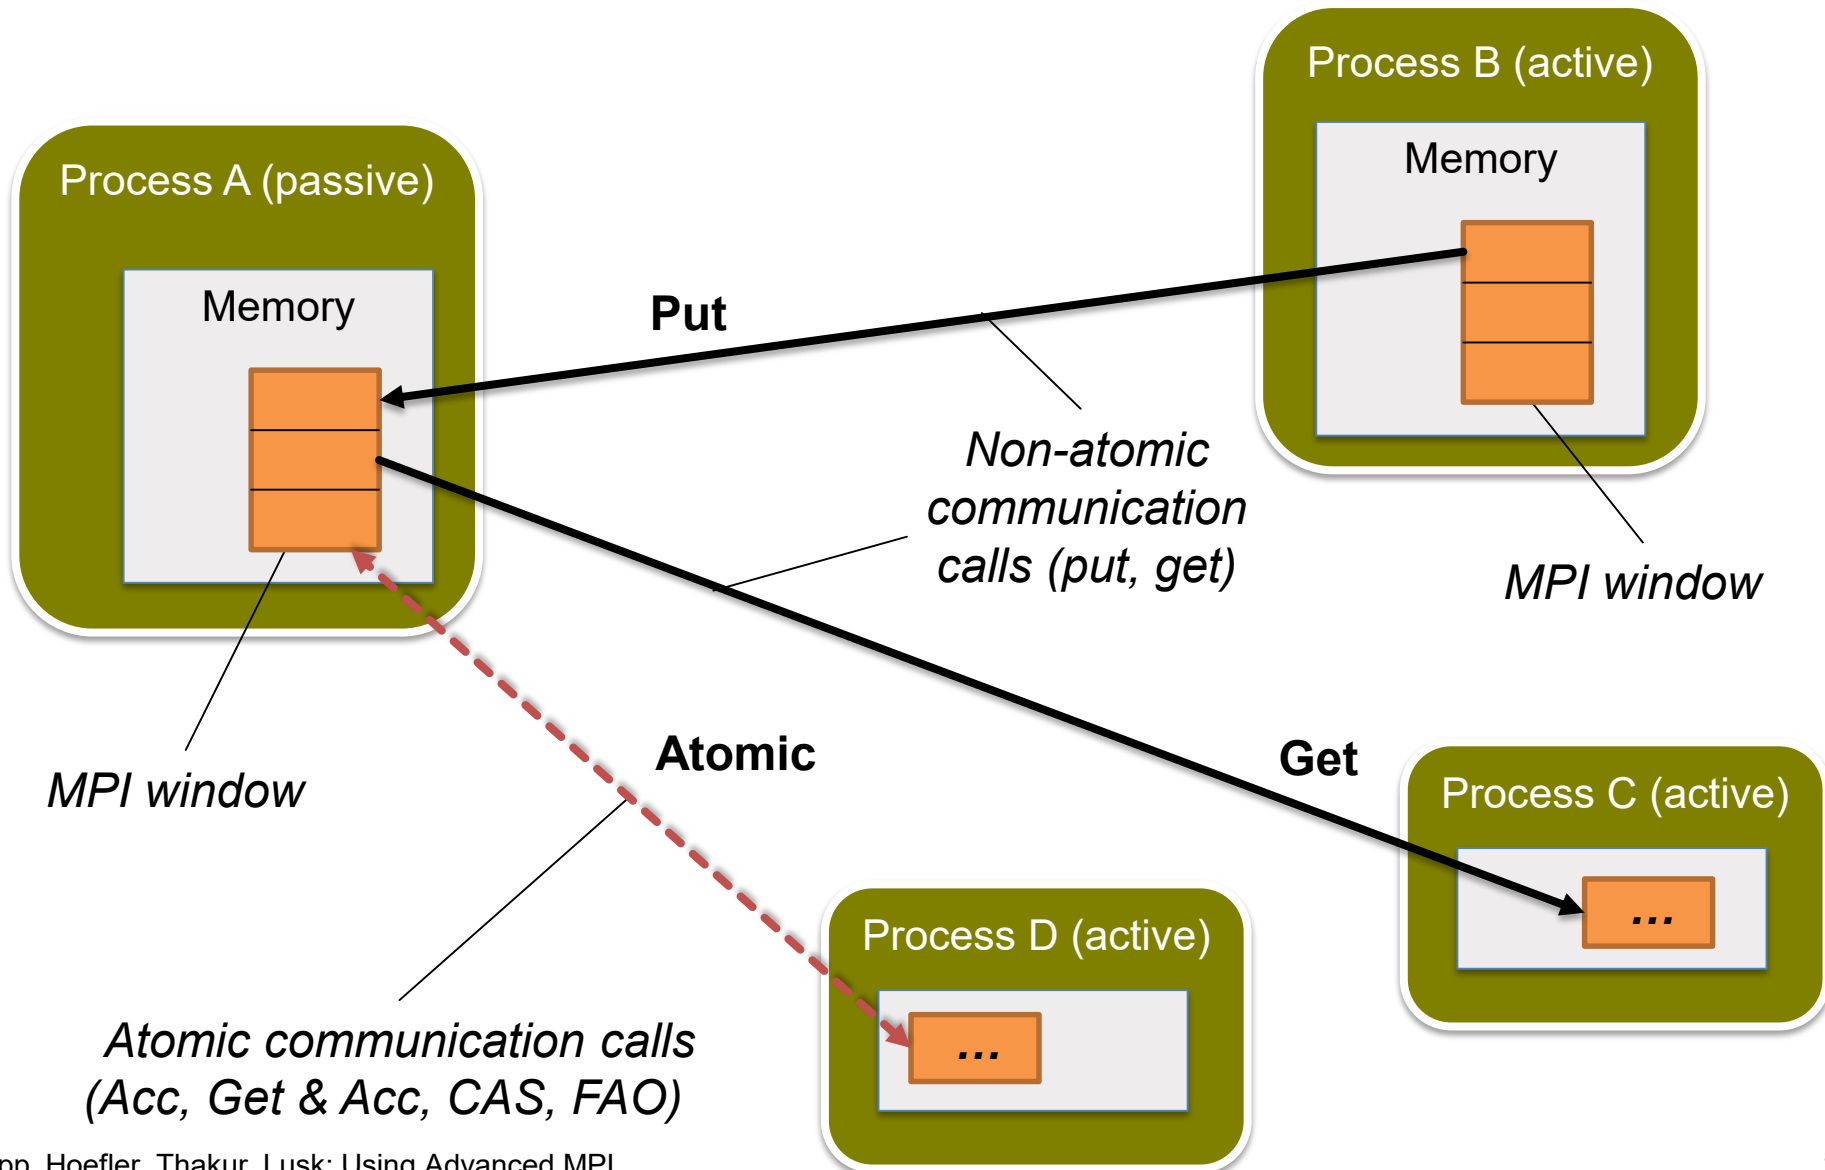 Process B (active)
Memory
Process A (passive)
Memory
Put
Non-atomic
communication
calls (put, get)
MPI window
Atomic
Get
MPI window
Process C (active)
...
Process D (active)
...
Atomic communication calls
(Acc, Get & Acc, CAS, FAO)
Hoefler, Thakur, Lusk: Using Advanced MPI